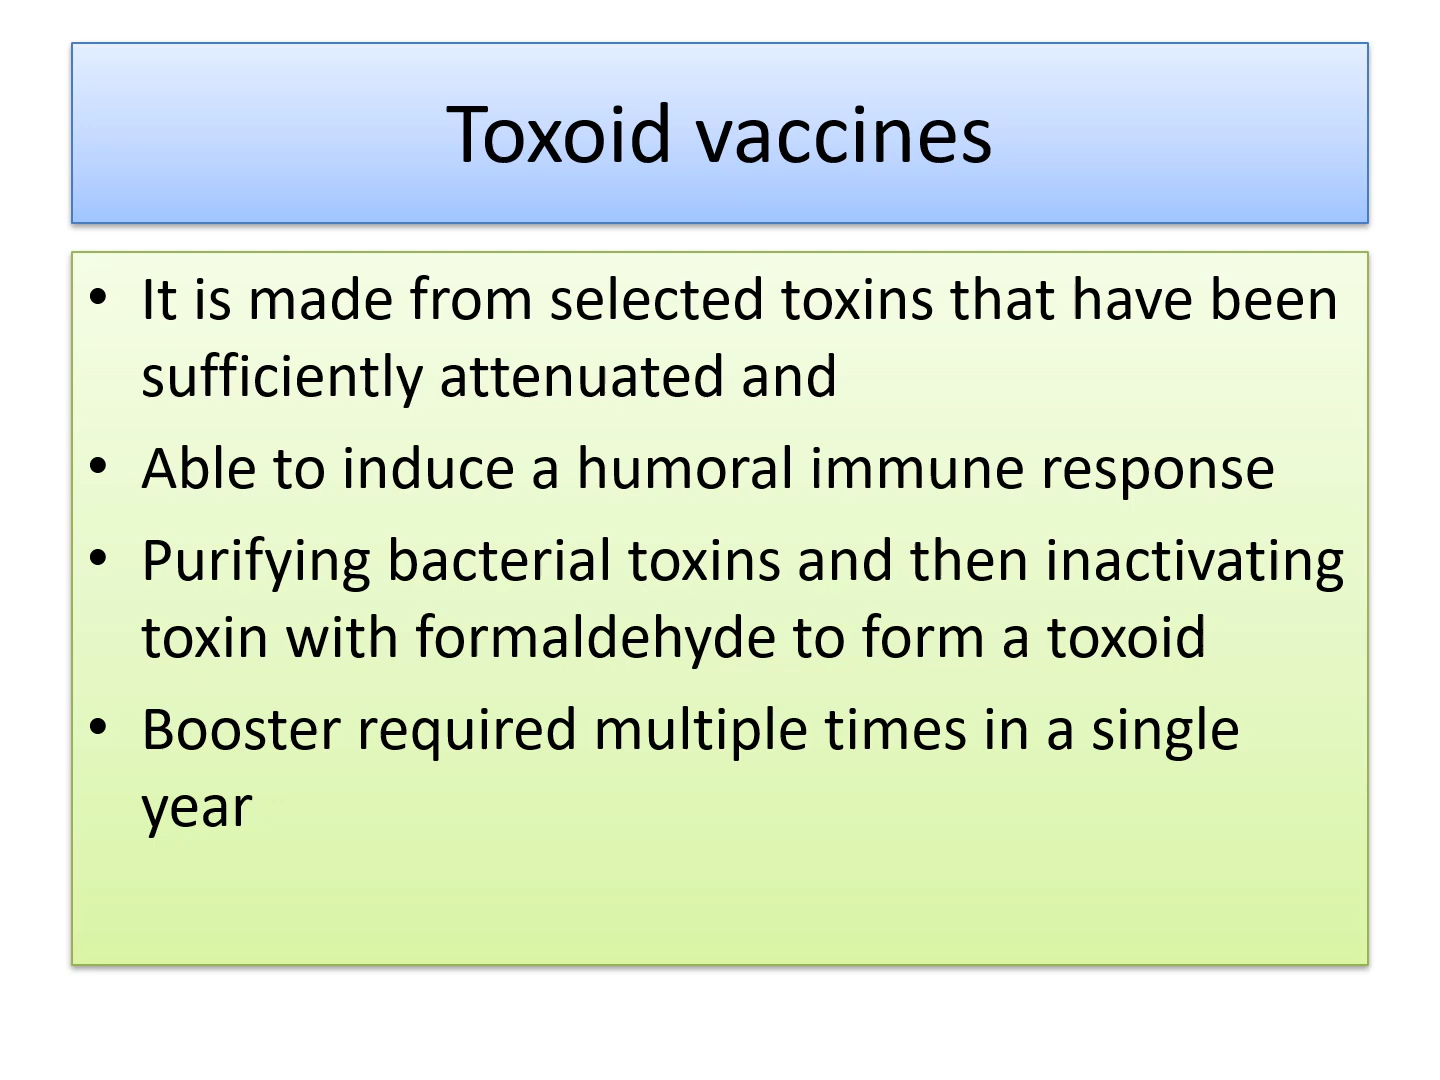 Toxoid vaccines
• It is made from selected toxins that have been
sufficiently attenuated and
• Able to induce a humoral immune response
• Purifying bacterial toxins and then inactivating
toxin with formaldehyde to form a toxoid
• Booster required multiple times in a single
year